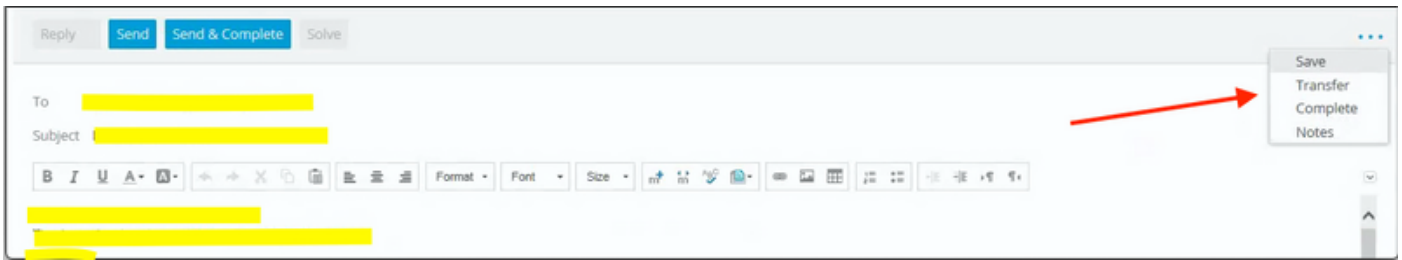 Reply Send Send & Complete Solve
Save
Transfer
Complete
Notes
To
Subject
B I U A A Format Font Size